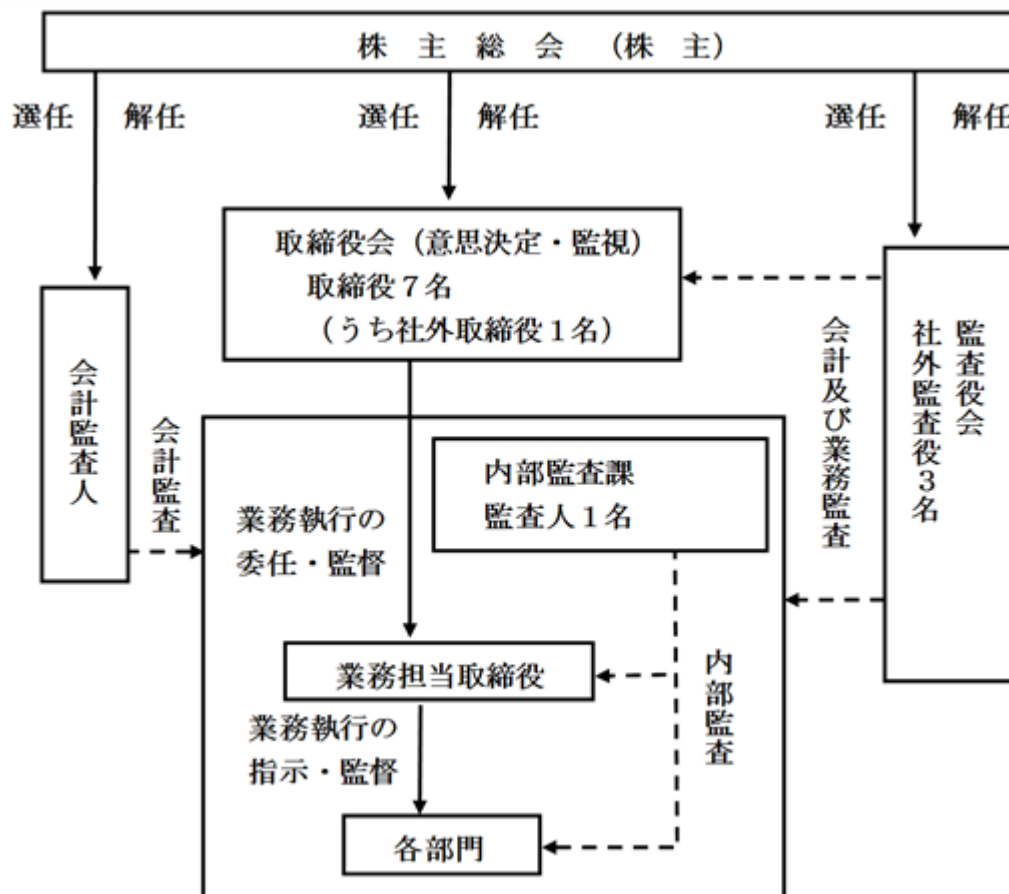 株主総会 （株主）
選任 解任
選任 解任
選任 解任
取締役会（意思決定・監視）
取締役７名
（うち社外取締役１名）
会計監査人
会計監査
監査役会
社外監査役３名
会計及び業務監査
内部監査課
監査人１名
業務執行の
委任・監督
業務担当取締役
内部監査
業務執行の
指示・監督
各部門